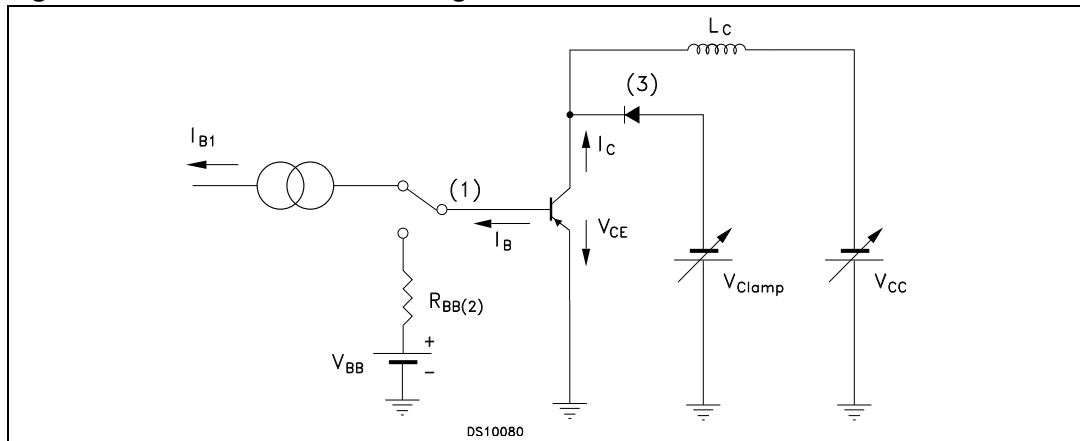 L_C
(3)
I_B1
I_C
(1)
I_B
V_CE
V_Clamp
V_CC
R_BB(2)
V_BB
+
−
DS10080